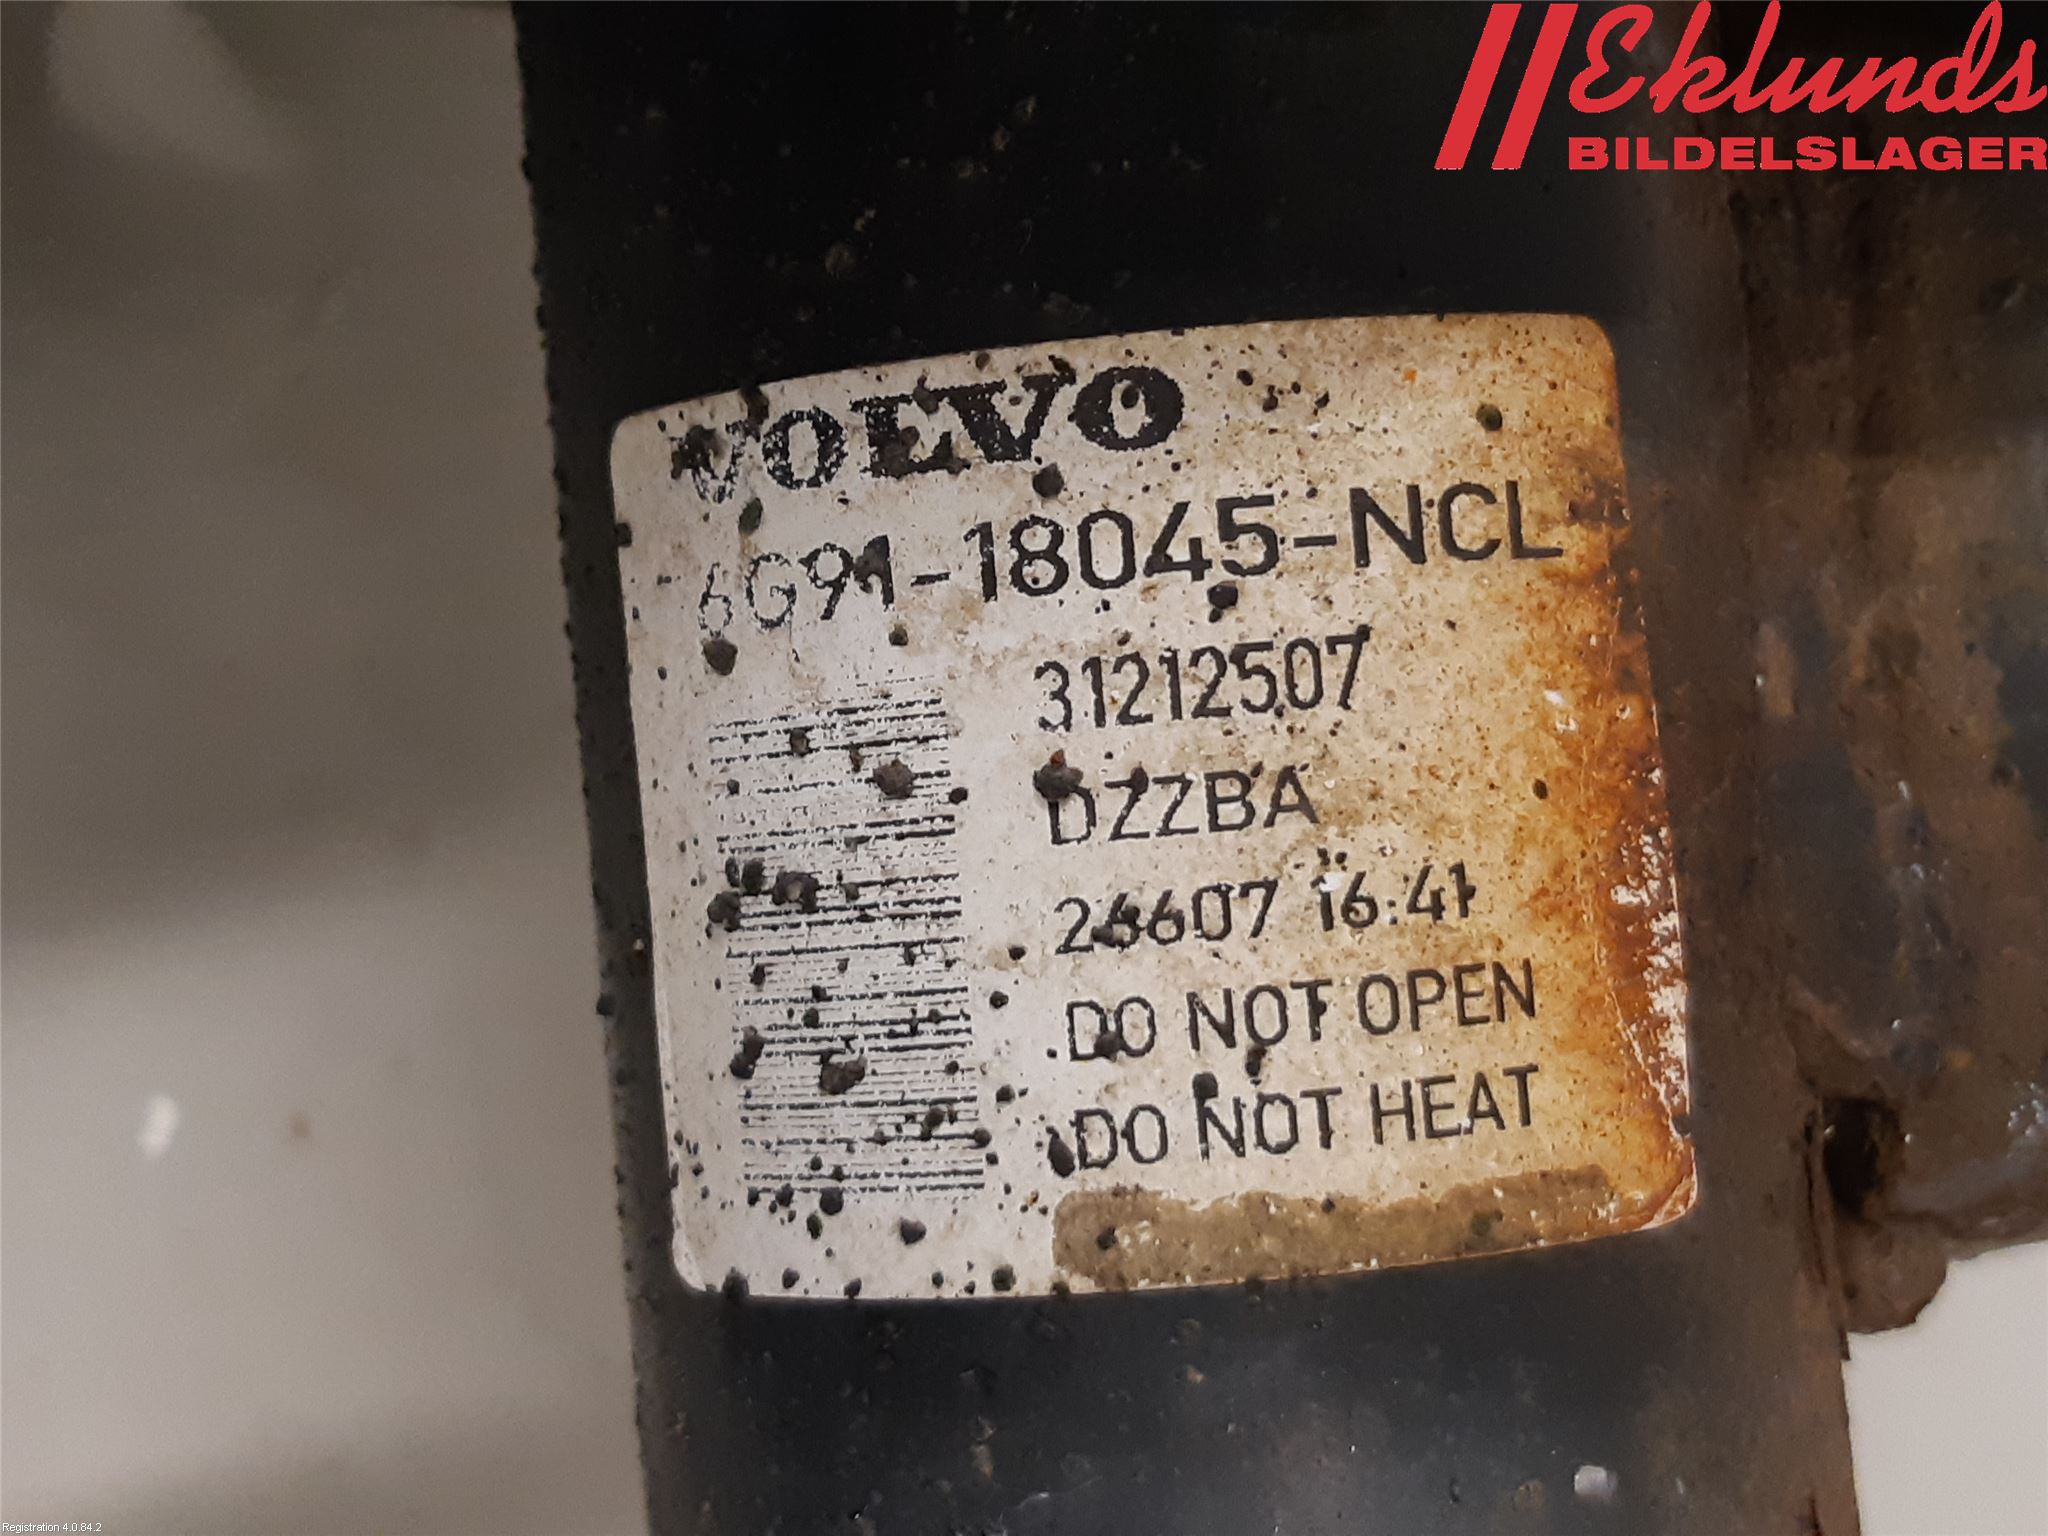 Eklunds
BILDELSLAGER
VOLVO
6G91-18045-NCL
31212507
DZZBA
26607 16:41
DO NOT OPEN
DO NOT HEAT
Registration 4.0.84.2